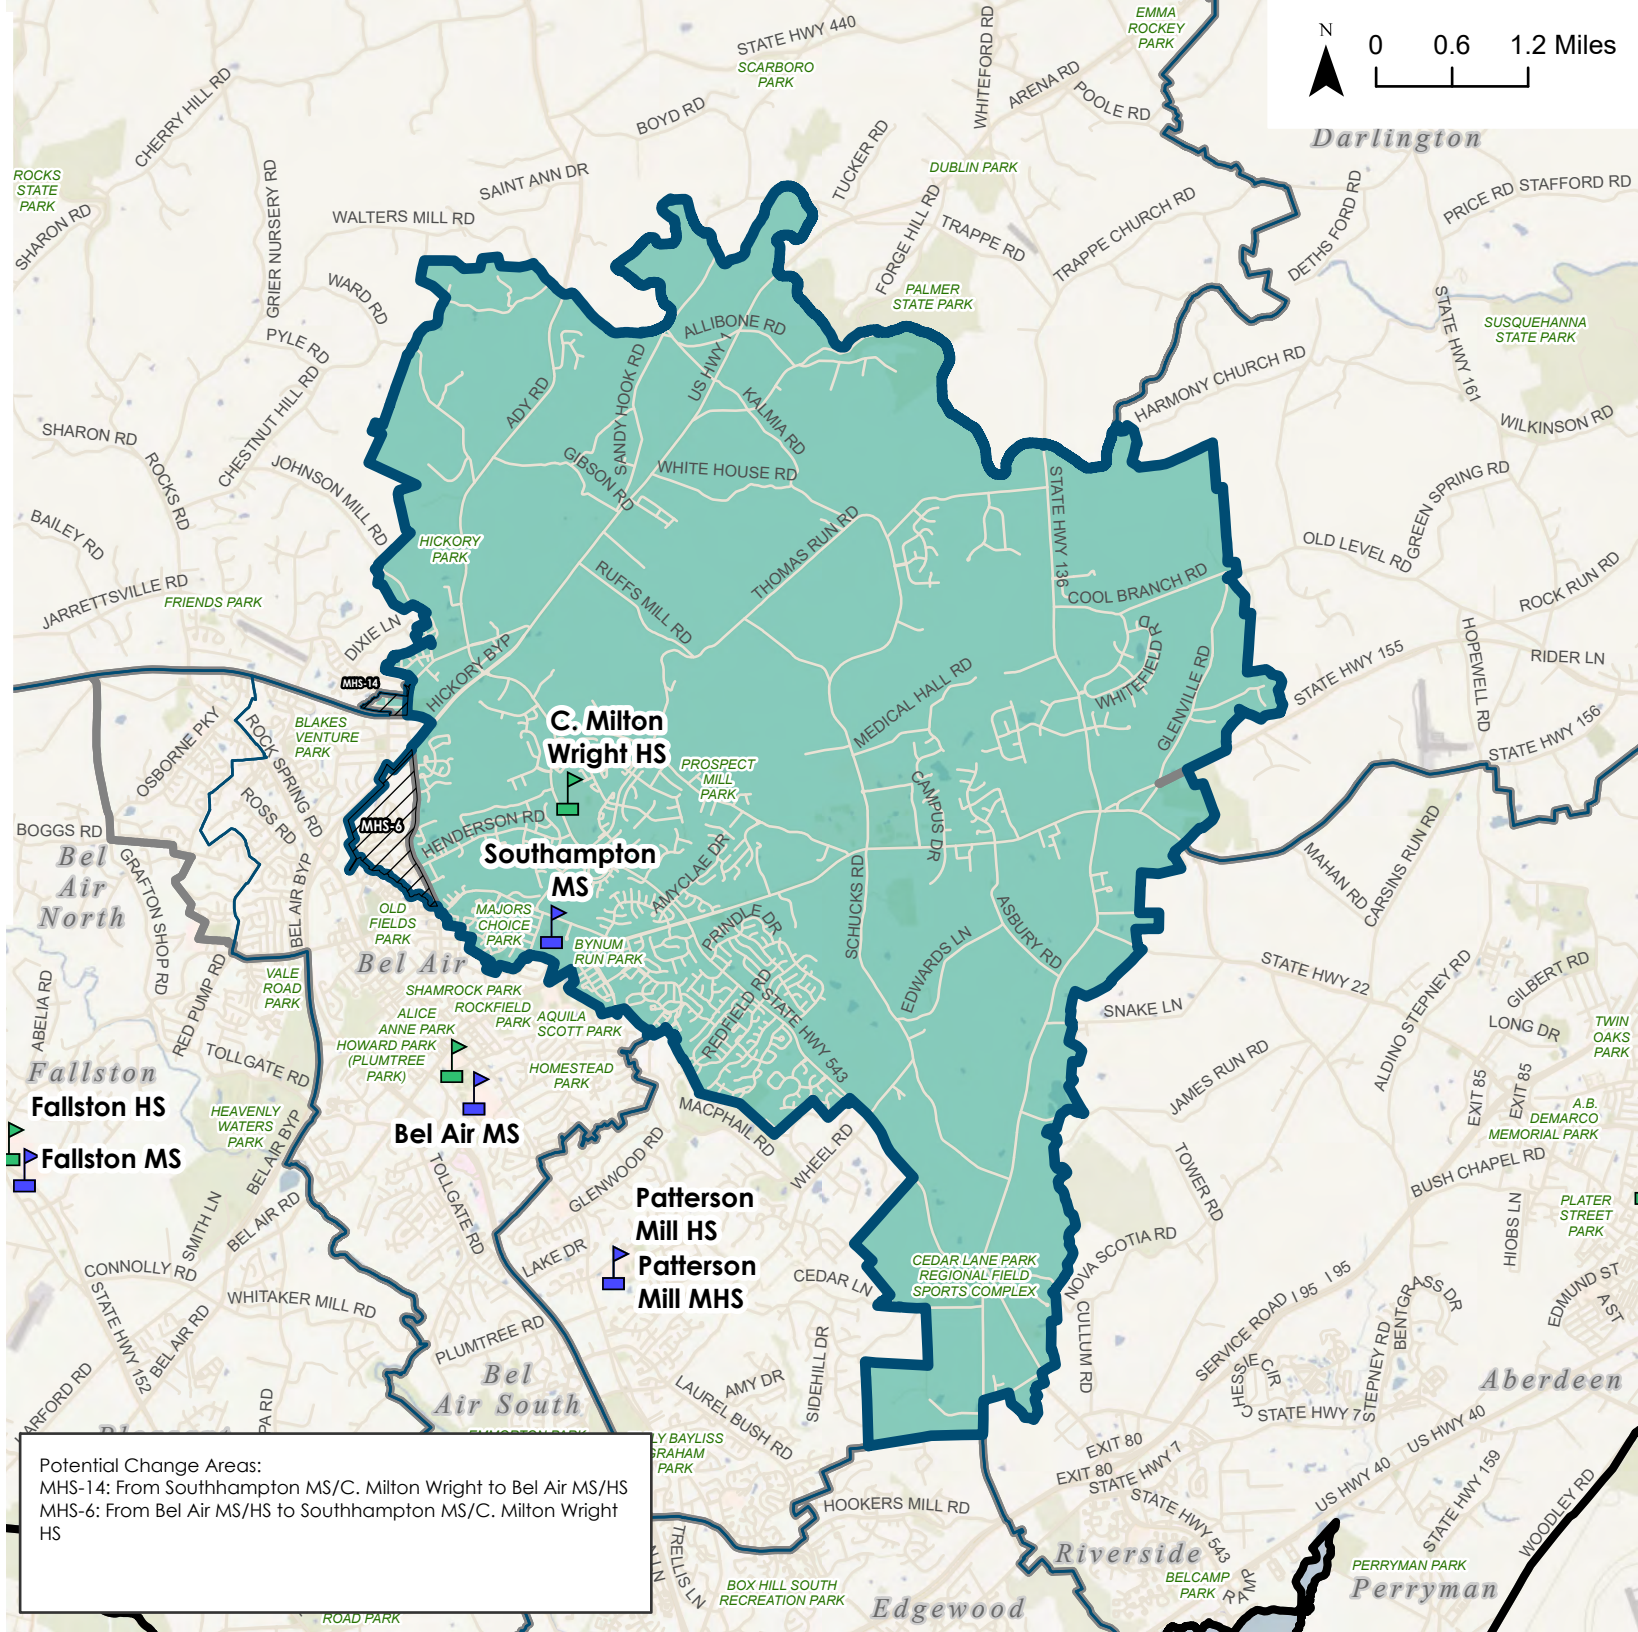 N
0 0.6 1.2 Miles
EMMA
ROCKEY
PARK
STATE HWY 440
SCARBORO
PARK
WHITEFORD RD
ARENA RD
POOLE RD
Darlington
CHERRY HILL RD
BOYD RD
TUCKER RD
DUBLIN PARK
ROCKS
STATE
PARK
SHARON RD
GRIER NURSERY RD
SAINT ANN DR
WALTERS MILL RD
FORGE HILL RD
TRAPPE RD
TRAPPE CHURCH RD
DETHS FORD RD
PRICE RD
STAFFORD RD
WARD RD
PALMER
STATE PARK
STATE HWY 161
SUSQUEHANNA
STATE PARK
PYLE RD
ALLIBONE RD
US HWY 1
SANDY HOOK RD
ADY RD
KALMIA RD
HARMONY CHURCH RD
WILKINSON RD
CHESTNUT HILL RD
SHARON RD
ROCKS RD
JOHNSON MILL RD
GIBSON RD
WHITE HOUSE RD
STATE HWY 136
GREEN SPRING RD
BAILEY RD
HICKORY
PARK
THOMAS RUN RD
OLD LEVEL RD
ROCK RUN RD
JARRETTSVILLE RD
FRIENDS PARK
RUFFS MILL RD
COOL BRANCH RD
DIXIE LN
HICKORY BYP
WHITEFIELD RD
GLENVILLE RD
STATE HWY 155
HOPEWELL RD
RIDER LN
STATE HWY 156
MHS-14
MEDICAL HALL RD
OSBORNE PKY
ROCK SPRING RD
BLAKES
VENTURE
PARK
C. Milton
Wright HS
PROSPECT
MILL
PARK
CAMPUS DR
ROSS RD
MHS-6
HENDERSON RD
BOGGS RD
Bel
Air
North
GRAFTON SHOP RD
BEL AIR BYP
Southampton
MS
AMYCLAE DR
SCHUCKS RD
MAHAN RD
CARSINS RUN RD
OLD
FIELDS
PARK
MAJORS
CHOICE
PARK
BYNUM
RUN PARK
PRINDLE DR
ASBURY RD
EDWARDS LN
Bel Air
VALE
ROAD
PARK
RED PUMP RD
ABELIA RD
SHAMROCK PARK
ROCKFIELD
PARK
ALICE
ANNE PARK
AQUILA
SCOTT PARK
HOWARD PARK
(PLUMTREE
PARK)
REDFIELD RD
STATE HWY 543
STATE HWY 22
ALDINO STEPNEY RD
GILBERT RD
SNAKE LN
LONG DR
TWIN
OAKS
PARK
TOLLGATE RD
HOMESTEAD
PARK
Fallston
Fallston HS
Fallston MS
HEAVENLY
WATERS
PARK
BEL AIR BYP
Bel Air MS
MACPHAIL RD
WHEEL RD
JAMES RUN RD
EXIT 85
EXIT 85
A.B.
DEMARCO
MEMORIAL PARK
BUSH CHAPEL RD
TOLLGATE RD
GLENWOOD RD
TOWER RD
SMITH LN
BEL AIR RD
Patterson
Mill HS
Patterson
Mill MHS
LAKE DR
CEDAR LN
CEDAR LANE PARK
REGIONAL FIELD
SPORTS COMPLEX
NOVA SCOTIA RD
HIOBS LN
PLATER
STREET
PARK
CONNOLLY RD
STATE HWY 152
WHITAKER MILL RD
BEL AIR RD
PLUMTREE RD
CULLUM RD
SERVICE ROAD
I 95
I 95
BENTGRASS DR
EDMUND ST
A ST
STEPNEY RD
CHESSIE CIR
Bel
Air South
AMY DR
LAUREL BUSH RD
SIDEHILL DR
Aberdeen
STATE HWY 7
US HWY 40
EXIT 80
EXIT 80
STATE HWY 7
US HWY 40
STATE HWY 159
WOODLEY RD
Potential Change Areas:
MHS-14: From Southhampton MS/C. Milton Wright to Bel Air MS/HS
MHS-6: From Bel Air MS/HS to Southhampton MS/C. Milton Wright
HS
HOOKERS MILL RD
STATE HWY 543
TRELLIS LN
Riverside
BELCAMP
PARK
RAMP
PERRYMAN PARK
Perryman
BOX HILL SOUTH
RECREATION PARK
Edgewood
ROAD PARK